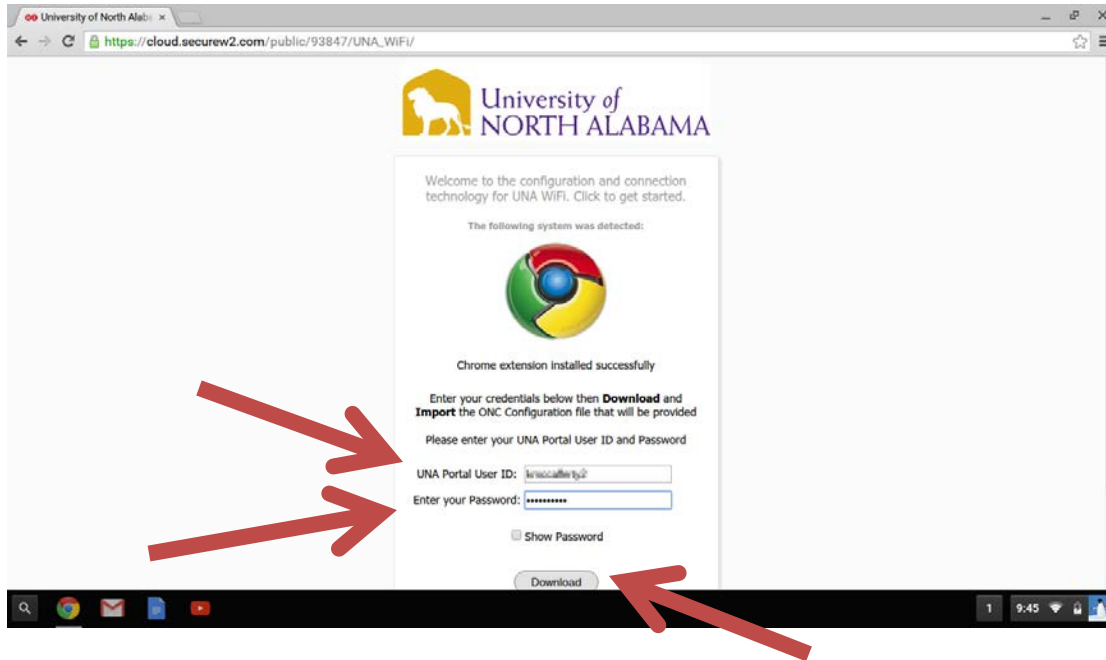 University of North Alab
https://cloud.securew2.com/public/93847/UNA_WiFi/
University of
NORTH ALABAMA
Welcome to the configuration and connection
technology for UNA WiFi. Click to get started.
The following system was detected:
Chrome extension installed successfully
Enter your credentials below then Download and
Import the ONC Configuration file that will be provided
Please enter your UNA Portal User ID and Password
UNA Portal User ID:
Enter your Password: ••••••••••
Show Password
Download
1 9:45